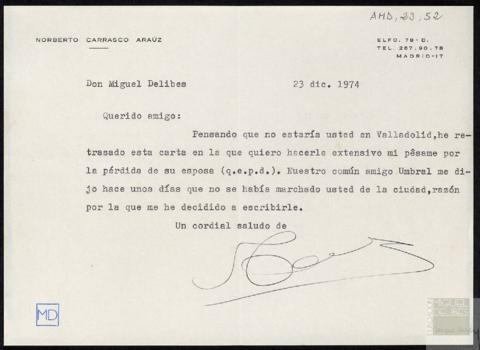 AMD, 23, 52
NORBERTO CARRASCO ARAÚZ
ELFO, 79-D.
TEL. 267.90.78
MADRID-17
Don Miguel Delibes 23 dic. 1974
Querido amigo:
Pensando que no estaría usted en Valladolid,he re-
trasado esta carta en la que quiero hacerle extensivo mi pésame por
la pérdida de su esposa (q.e.p.d.). Nuestro común amigo Umbral me di-
jo hace unos días que no se había marchado usted de la ciudad,razón
por la que me he decidido a escribirle.
Un cordial saludo de
MD